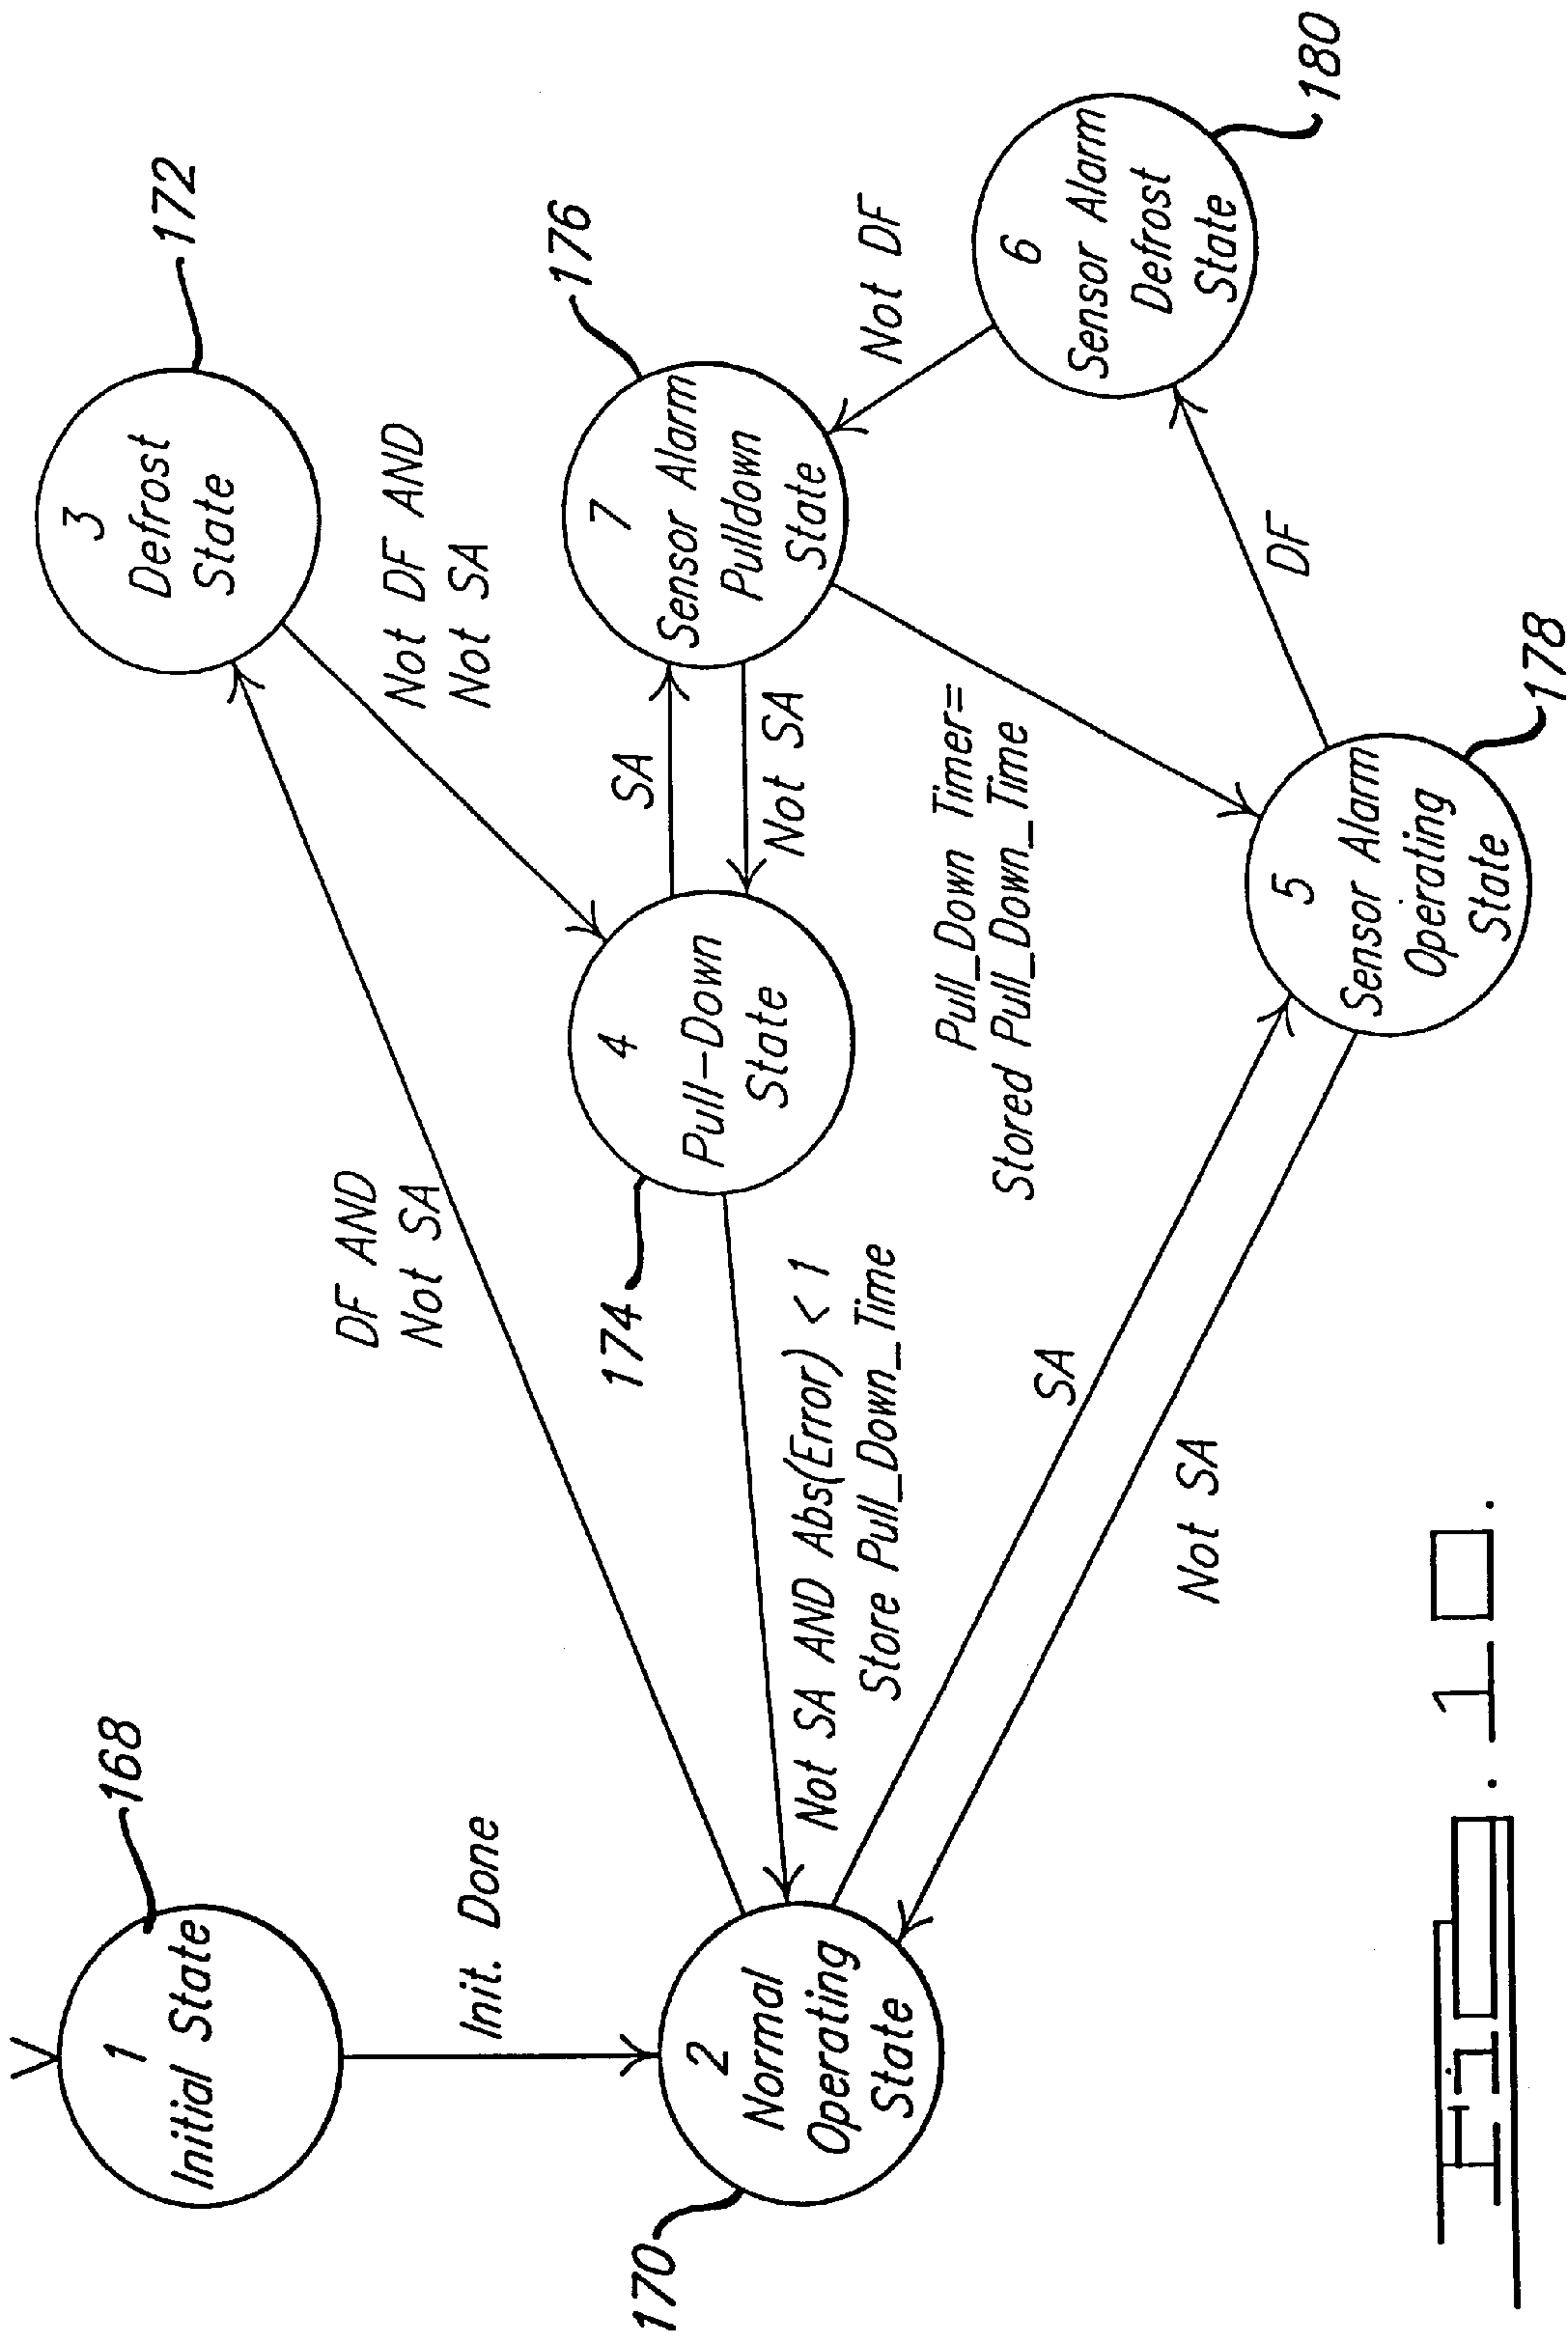 168
1
Initial State
Init. Done
170
2
Normal
Operating
State
DF AND
Not SA
3
Defrost
State
172
Not DF AND
Not SA
174
4
Pull-Down
State
SA
Not SA
7
Sensor Alarm
Pulldown
State
176
Not SA AND Abs(Error) < 1
Store Pull_Down_Time
Pull_Down Timer=
Stored Pull_Down_Time
Not DF
6
Sensor Alarm
Defrost
State
180
SA
Not SA
5
Sensor Alarm
Operating
State
178
DF
Fig. 10.